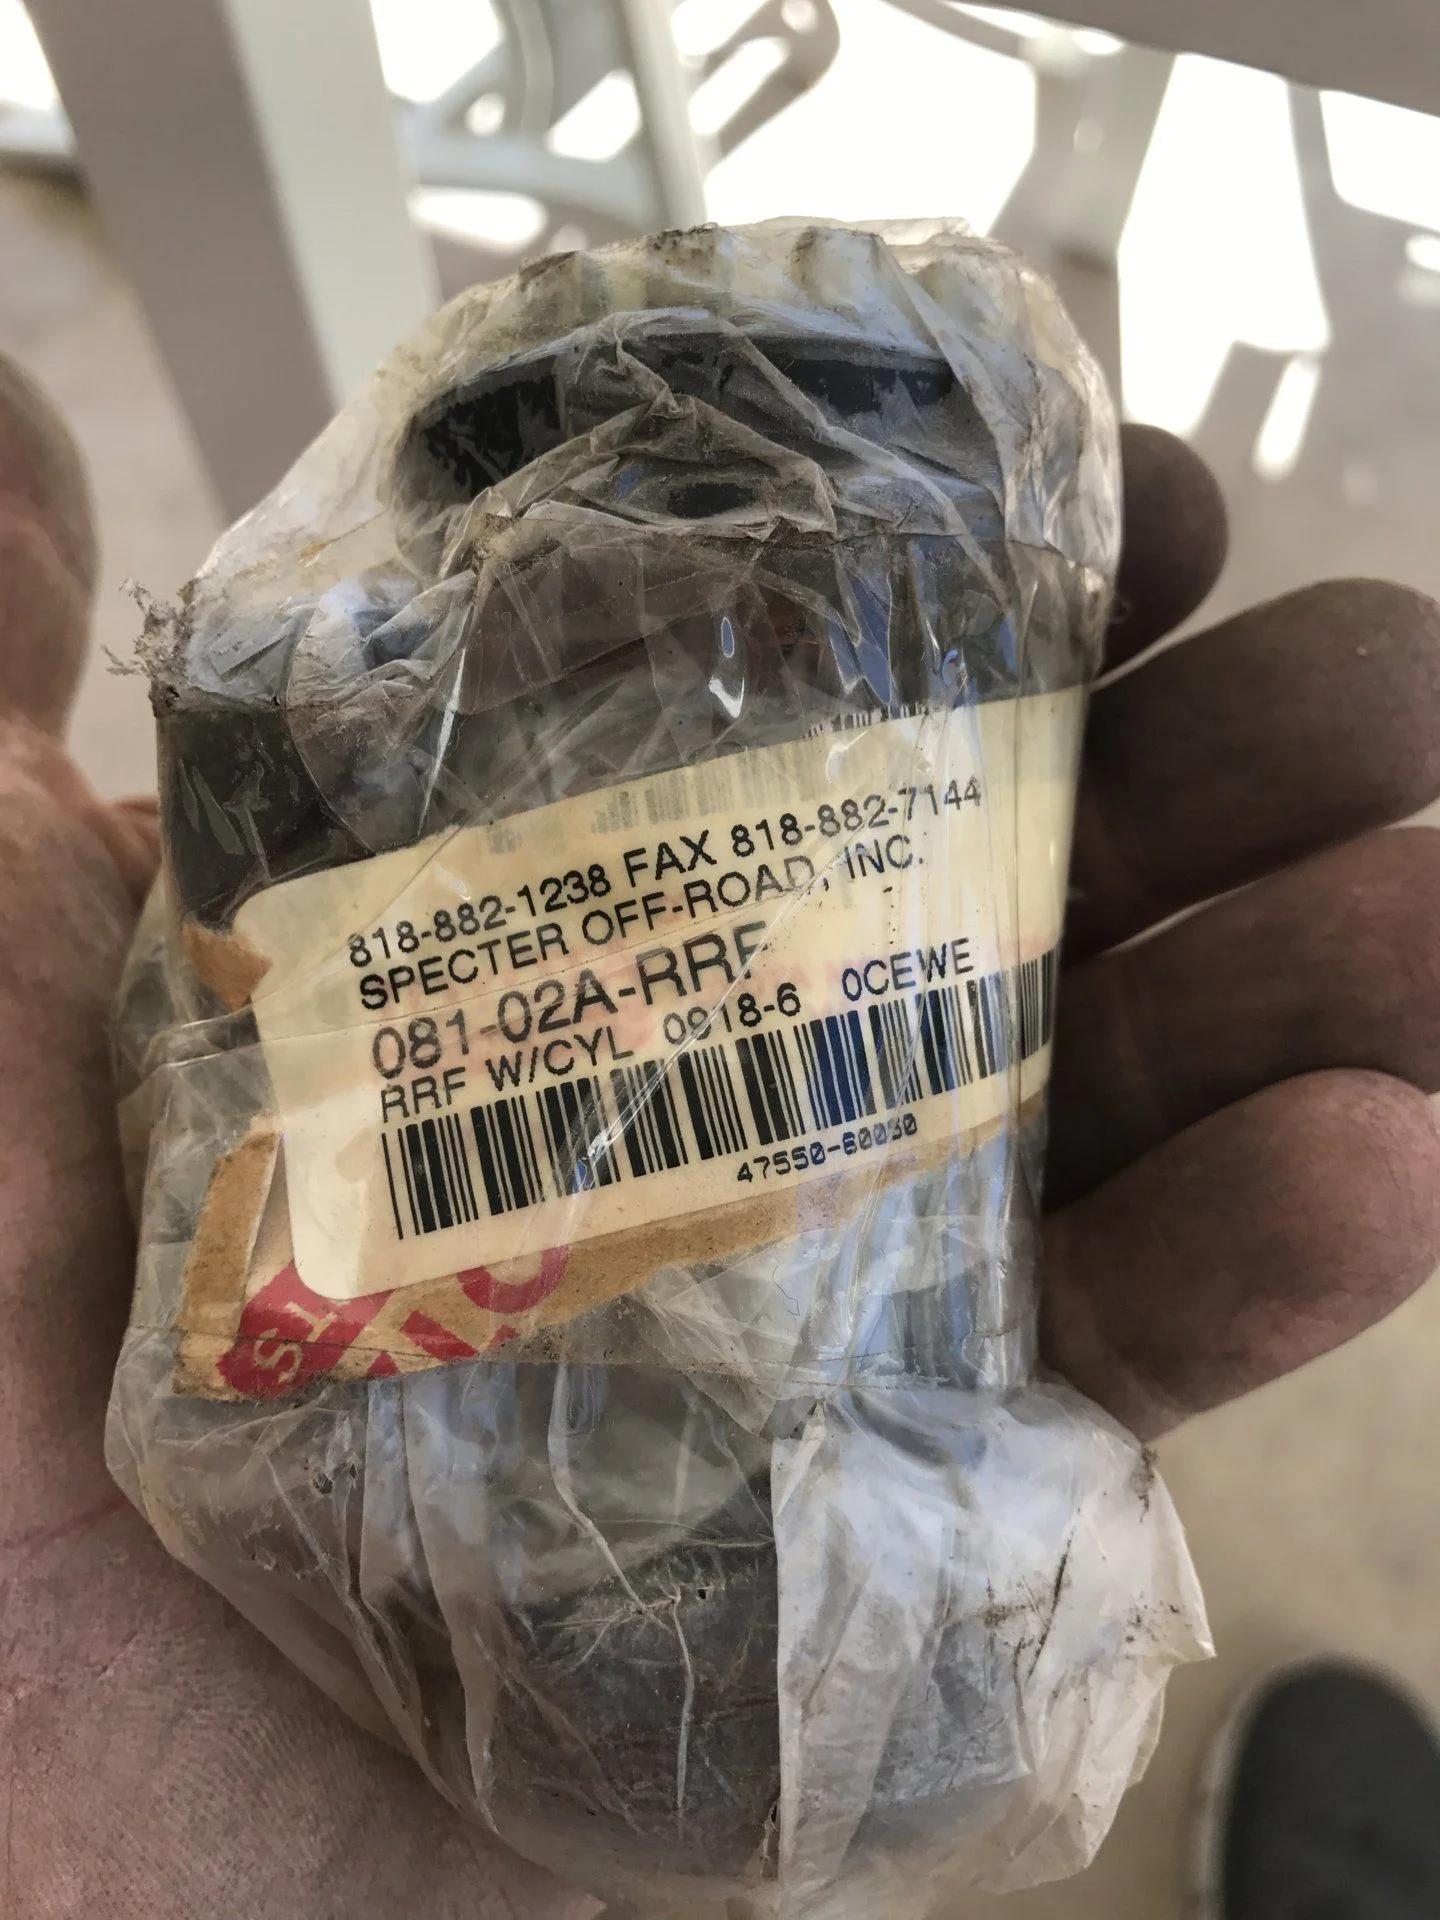 818-882-1238 FAX 818-882-7144
SPECTER OFF-ROAD, INC.
081-02A-RRF
RRF W/CYL 0918-6 0CEWE
47550-60030